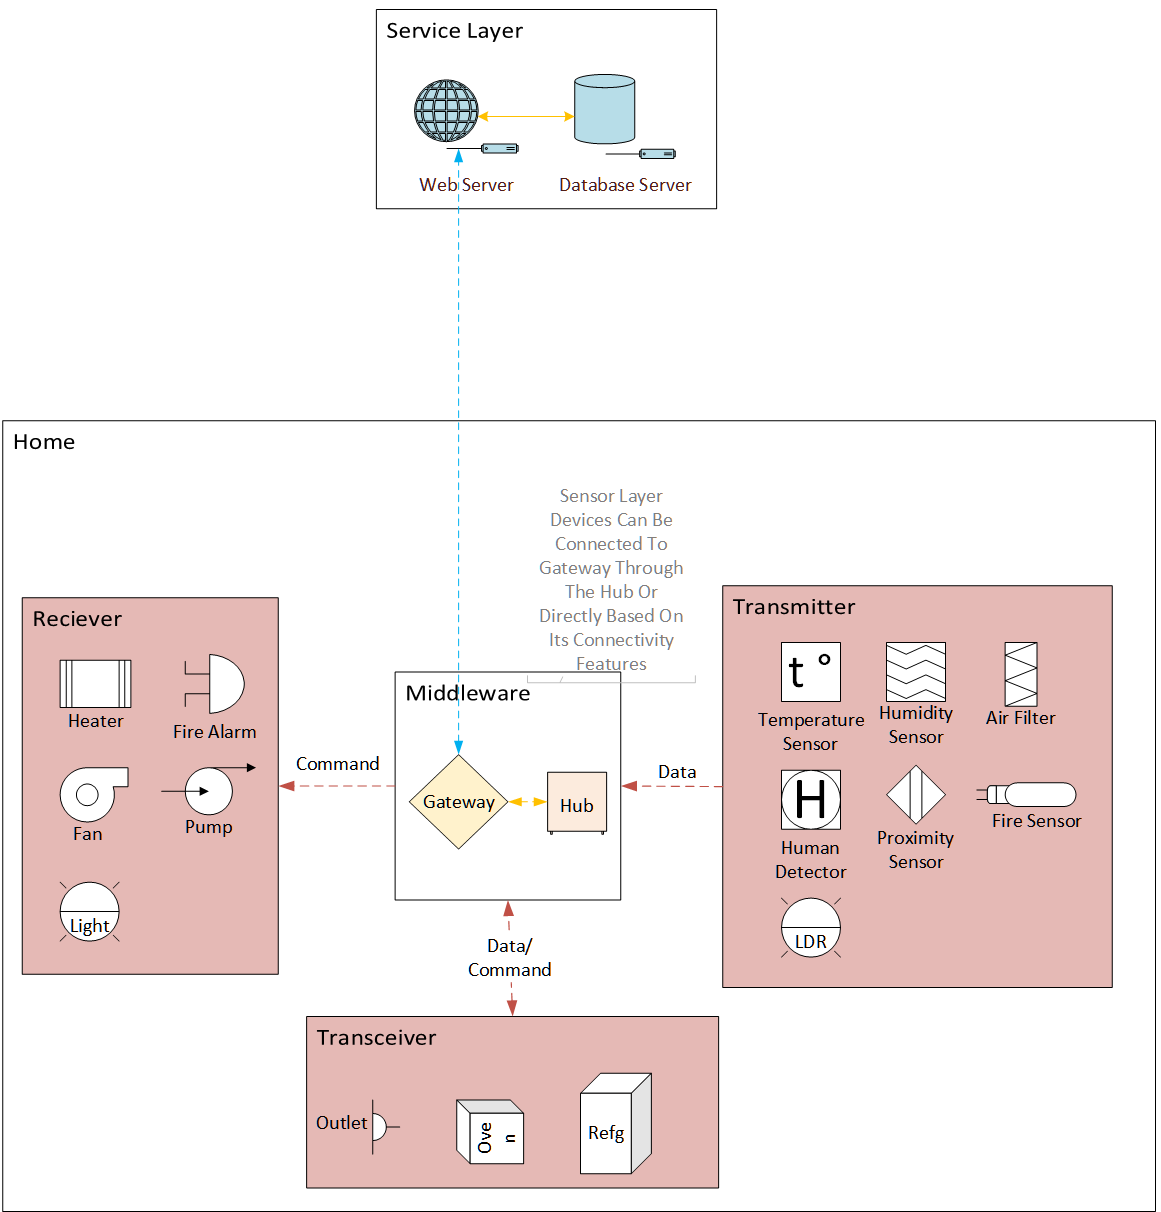 Service Layer
Web Server
Database Server
Home
Sensor Layer
Devices Can Be
Connected To
Gateway Through
The Hub Or
Directly Based On
Its Connectivity
Features
Reciever
Heater
Fire Alarm
Fan
Pump
Light
Command
Middleware
Gateway
Hub
Data
Transmitter
t °
Temperature
Sensor
Humidity
Sensor
Air Filter
H
Human
Detector
Proximity
Sensor
Fire Sensor
LDR
Data/
Command
Transceiver
Outlet
Ove
n
Refg